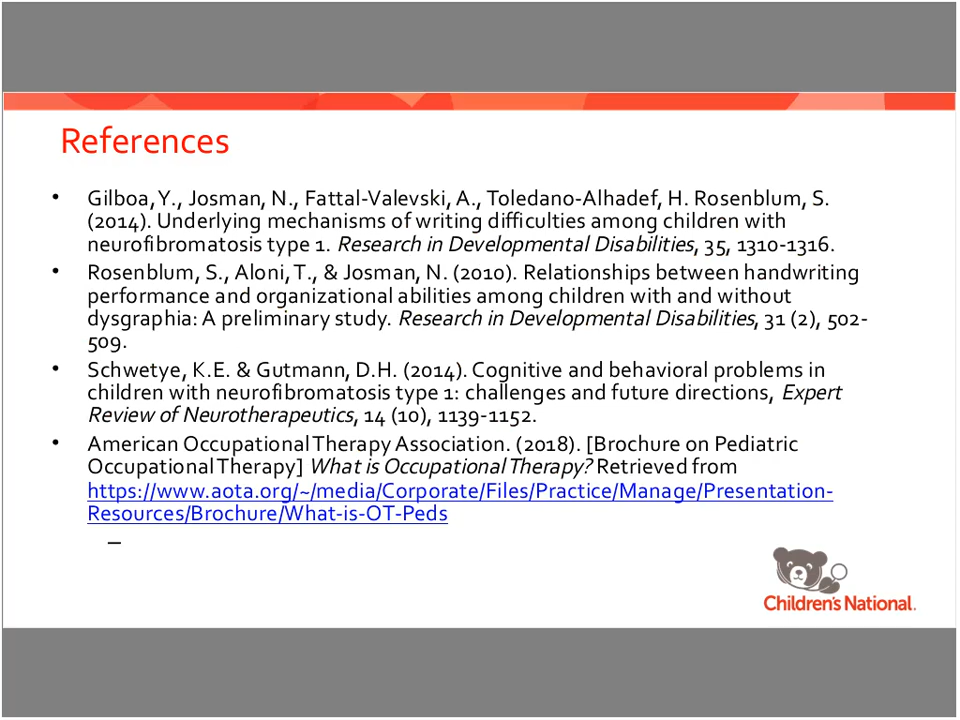 References
• Gilboa, Y., Josman, N., Fattal-Valevski, A., Toledano-Alhadef, H. Rosenblum, S.
(2014). Underlying mechanisms of writing difficulties among children with
neurofibromatosis type 1. Research in Developmental Disabilities, 35, 1310-1316.
• Rosenblum, S., Aloni, T., & Josman, N. (2010). Relationships between handwriting
performance and organizational abilities among children with and without
dysgraphia: A preliminary study. Research in Developmental Disabilities, 31 (2), 502-
509.
• Schwetye, K.E. & Gutmann, D.H. (2014). Cognitive and behavioral problems in
children with neurofibromatosis type 1: challenges and future directions, Expert
Review of Neurotherapeutics, 14 (10), 1139-1152.
• American Occupational Therapy Association. (2018). [Brochure on Pediatric
Occupational Therapy] What is Occupational Therapy? Retrieved from
https://www.aota.org/~/media/Corporate/Files/Practice/Manage/Presentation-
Resources/Brochure/What-is-OT-Peds
–
Children's National.